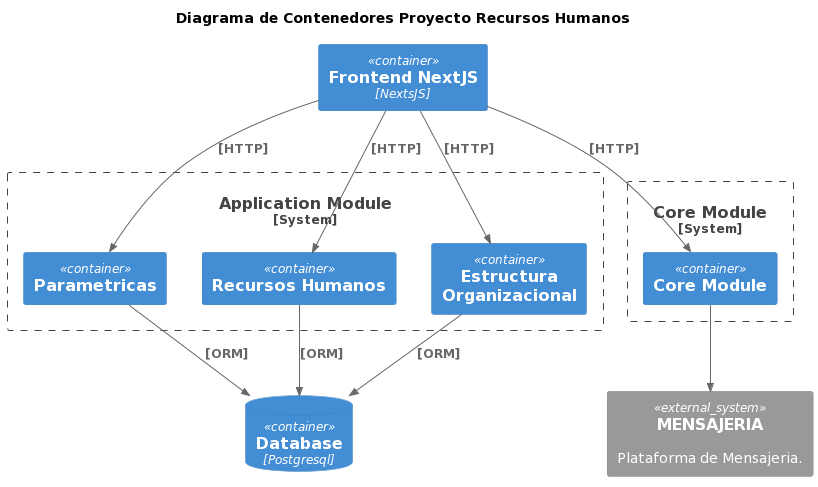 Diagrama de Contenedores Proyecto Recursos Humanos
«container»
Frontend NextJS
[NextsJS]
[HTTP]
[HTTP]
[HTTP]
[HTTP]
Application Module
[System]
Core Module
[System]
«container»
Parametricas
«container»
Recursos Humanos
«container»
Estructura
Organizacional
«container»
Core Module
[ORM]
[ORM]
[ORM]
«container»
Database
[Postgresql]
«external_system»
MENSAJERIA
Plataforma de Mensajeria.